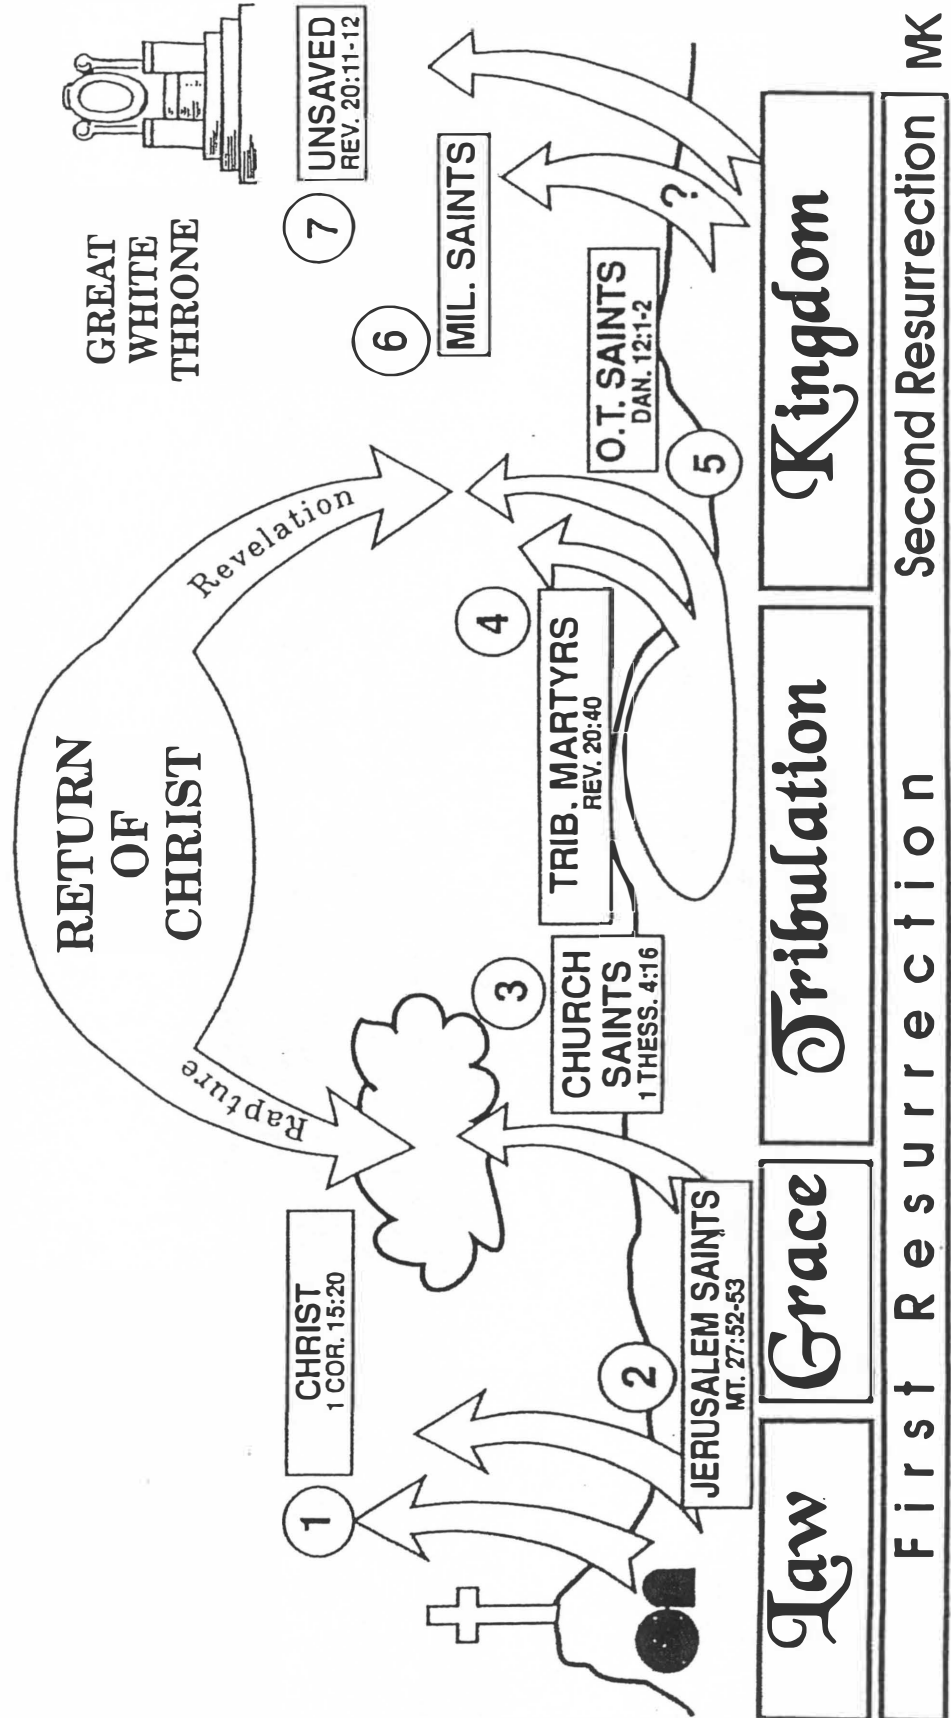 RETURN
OF
CHRIST
Rapture
Revelation
GREAT
WHITE
THRONE
1
CHRIST
1 COR. 15:20
2
JERUSALEM SAINTS
MT. 27:52-53
3
CHURCH
SAINTS
1 THESS. 4:16
4
TRIB. MARTYRS
REV. 20:40
5
O.T. SAINTS
DAN. 12:1-2
6
MIL. SAINTS
?
7
UNSAVED
REV. 20:11-12
Law
Grace
Tribulation
Kingdom
First Resurrection
Second Resurrection
MK